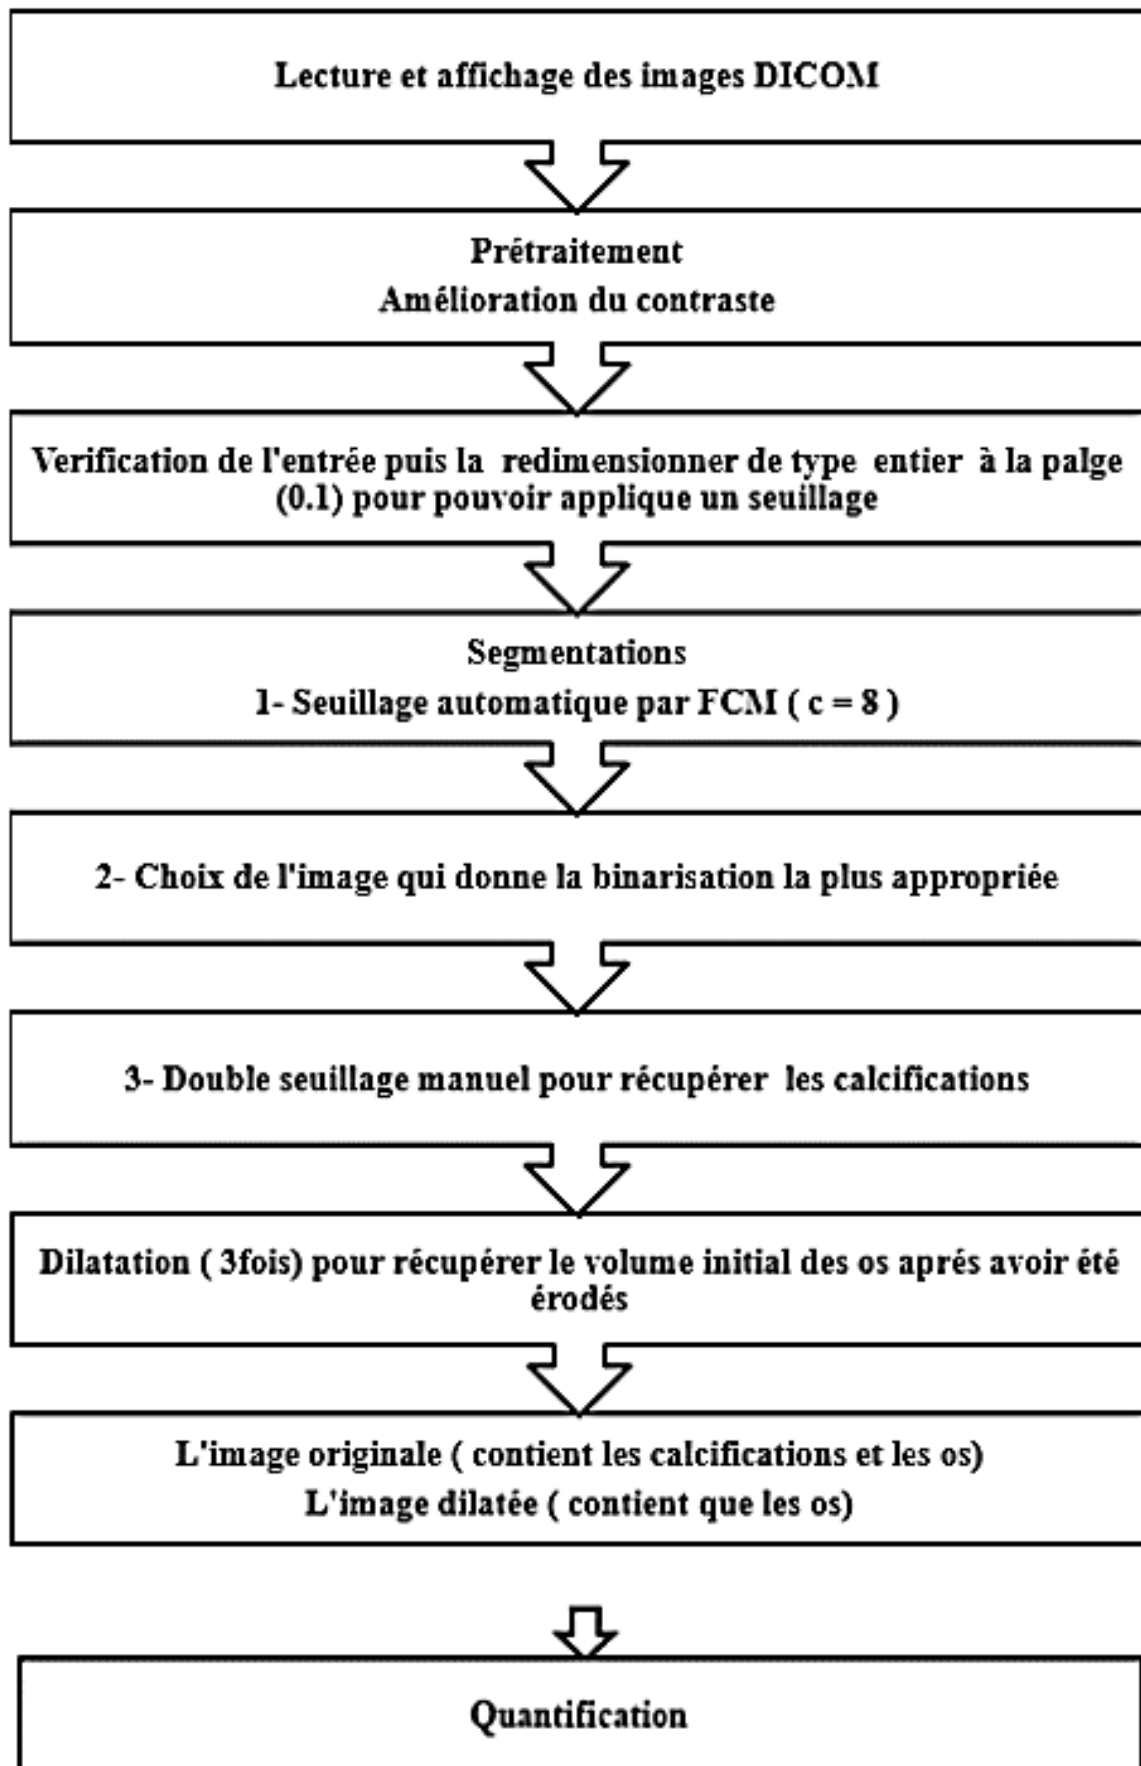 Lecture et affichage des images DICOM
Prétraitement
Amélioration du contraste
Verification de l'entrée puis la redimensionner de type entier à la palge
(0.1) pour pouvoir applique un seuillage
Segmentations
1- Seuillage automatique par FCM ( c = 8 )
2- Choix de l'image qui donne la binarisation la plus appropriée
3- Double seuillage manuel pour récupérer les calcifications
Dilatation ( 3fois) pour récupérer le volume initial des os aprés avoir été
érodés
L'image originale ( contient les calcifications et les os)
L'image dilatée ( contient que les os)
Quantification